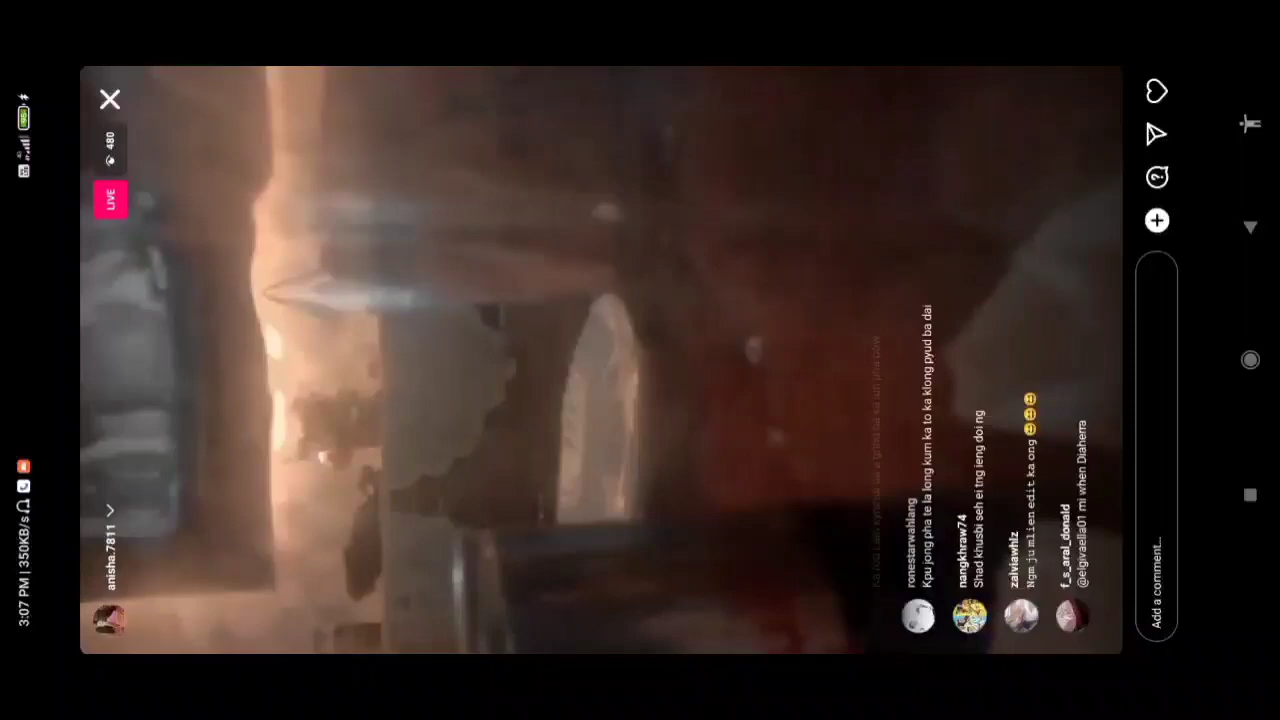 3:07 PM | 350KB/s
anisha.7811
LIVE
480
ronestarwahlang
Kpu jong pha te la long kum ka to ka klong pyud ba dai
nangkhraw74
Shad khusbi seh ei tng ieng doi ng
zalviawhlz
Ngm ju mlien edit ka ong 😀😀😀
f_s_aral_donald
@elgivaella01 mi when Diaherra
Add a comment...